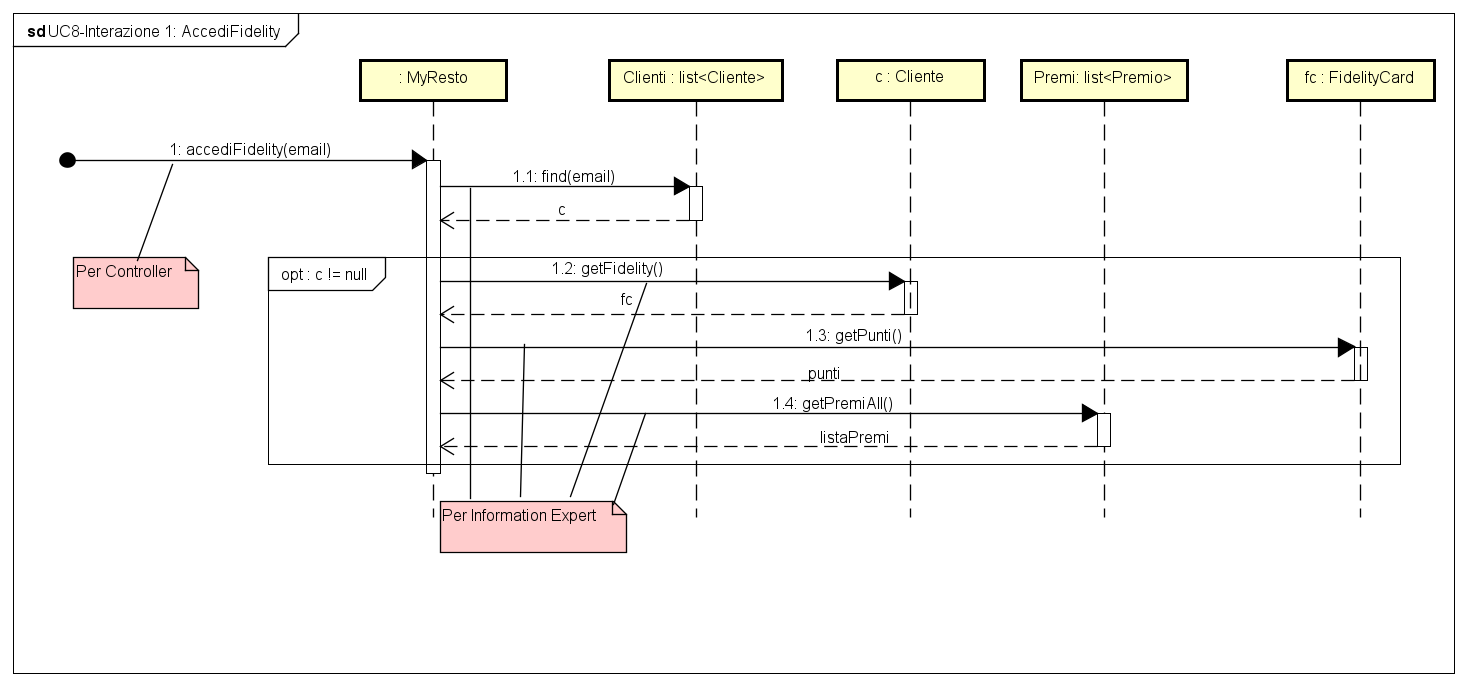 sd UC8-Interazione 1: AccediFidelity
: MyResto
Clienti : list<Cliente>
c : Cliente
Premi: list<Premio>
fc : FidelityCard
1: accediFidelity(email)
1.1: find(email)
c
Per Controller
opt : c != null
1.2: getFidelity()
fc
1.3: getPunti()
punti
1.4: getPremiAll()
listaPremi
Per Information Expert